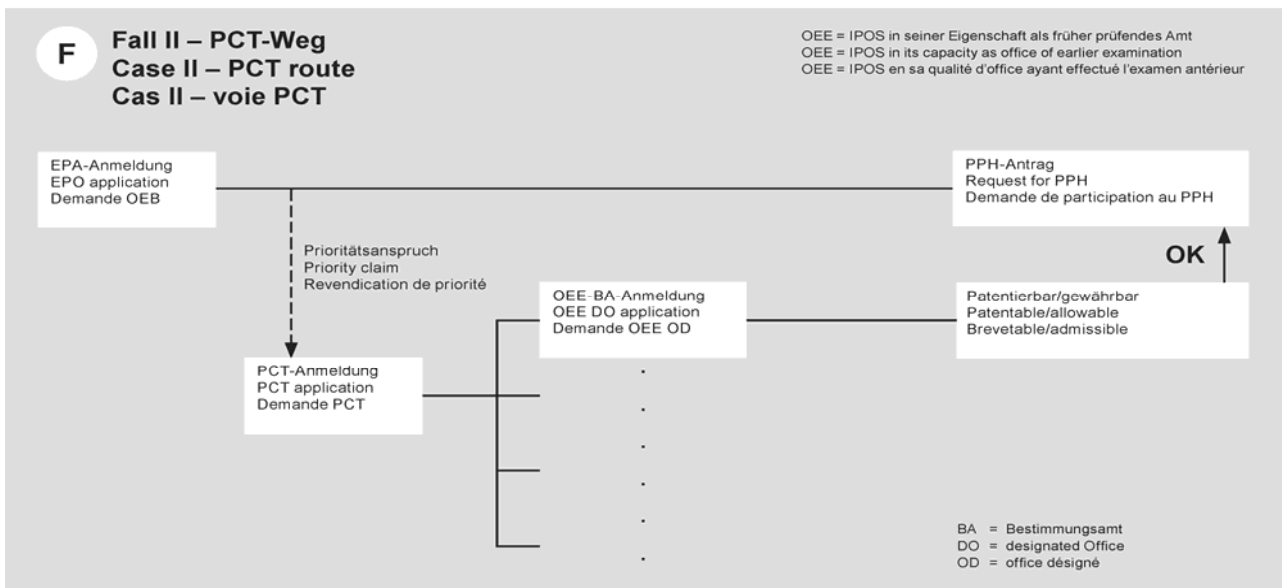 F
Fall II – PCT-Weg
Case II – PCT route
Cas II – voie PCT
OEE = IPOS in seiner Eigenschaft als früher prüfendes Amt
OEE = IPOS in its capacity as office of earlier examination
OEE = IPOS en sa qualité d'office ayant effectué l'examen antérieur
EPA-Anmeldung
EPO application
Demande OEB
PPH-Antrag
Request for PPH
Demande de participation au PPH
Prioritätsanspruch
Priority claim
Revendication de priorité
OK
OEE-BA-Anmeldung
OEE DO application
Demande OEE OD
Patentierbar/gewährbar
Patentable/allowable
Brevetable/admissible
PCT-Anmeldung
PCT application
Demande PCT
BA = Bestimmungsamt
DO = designated Office
OD = office désigné